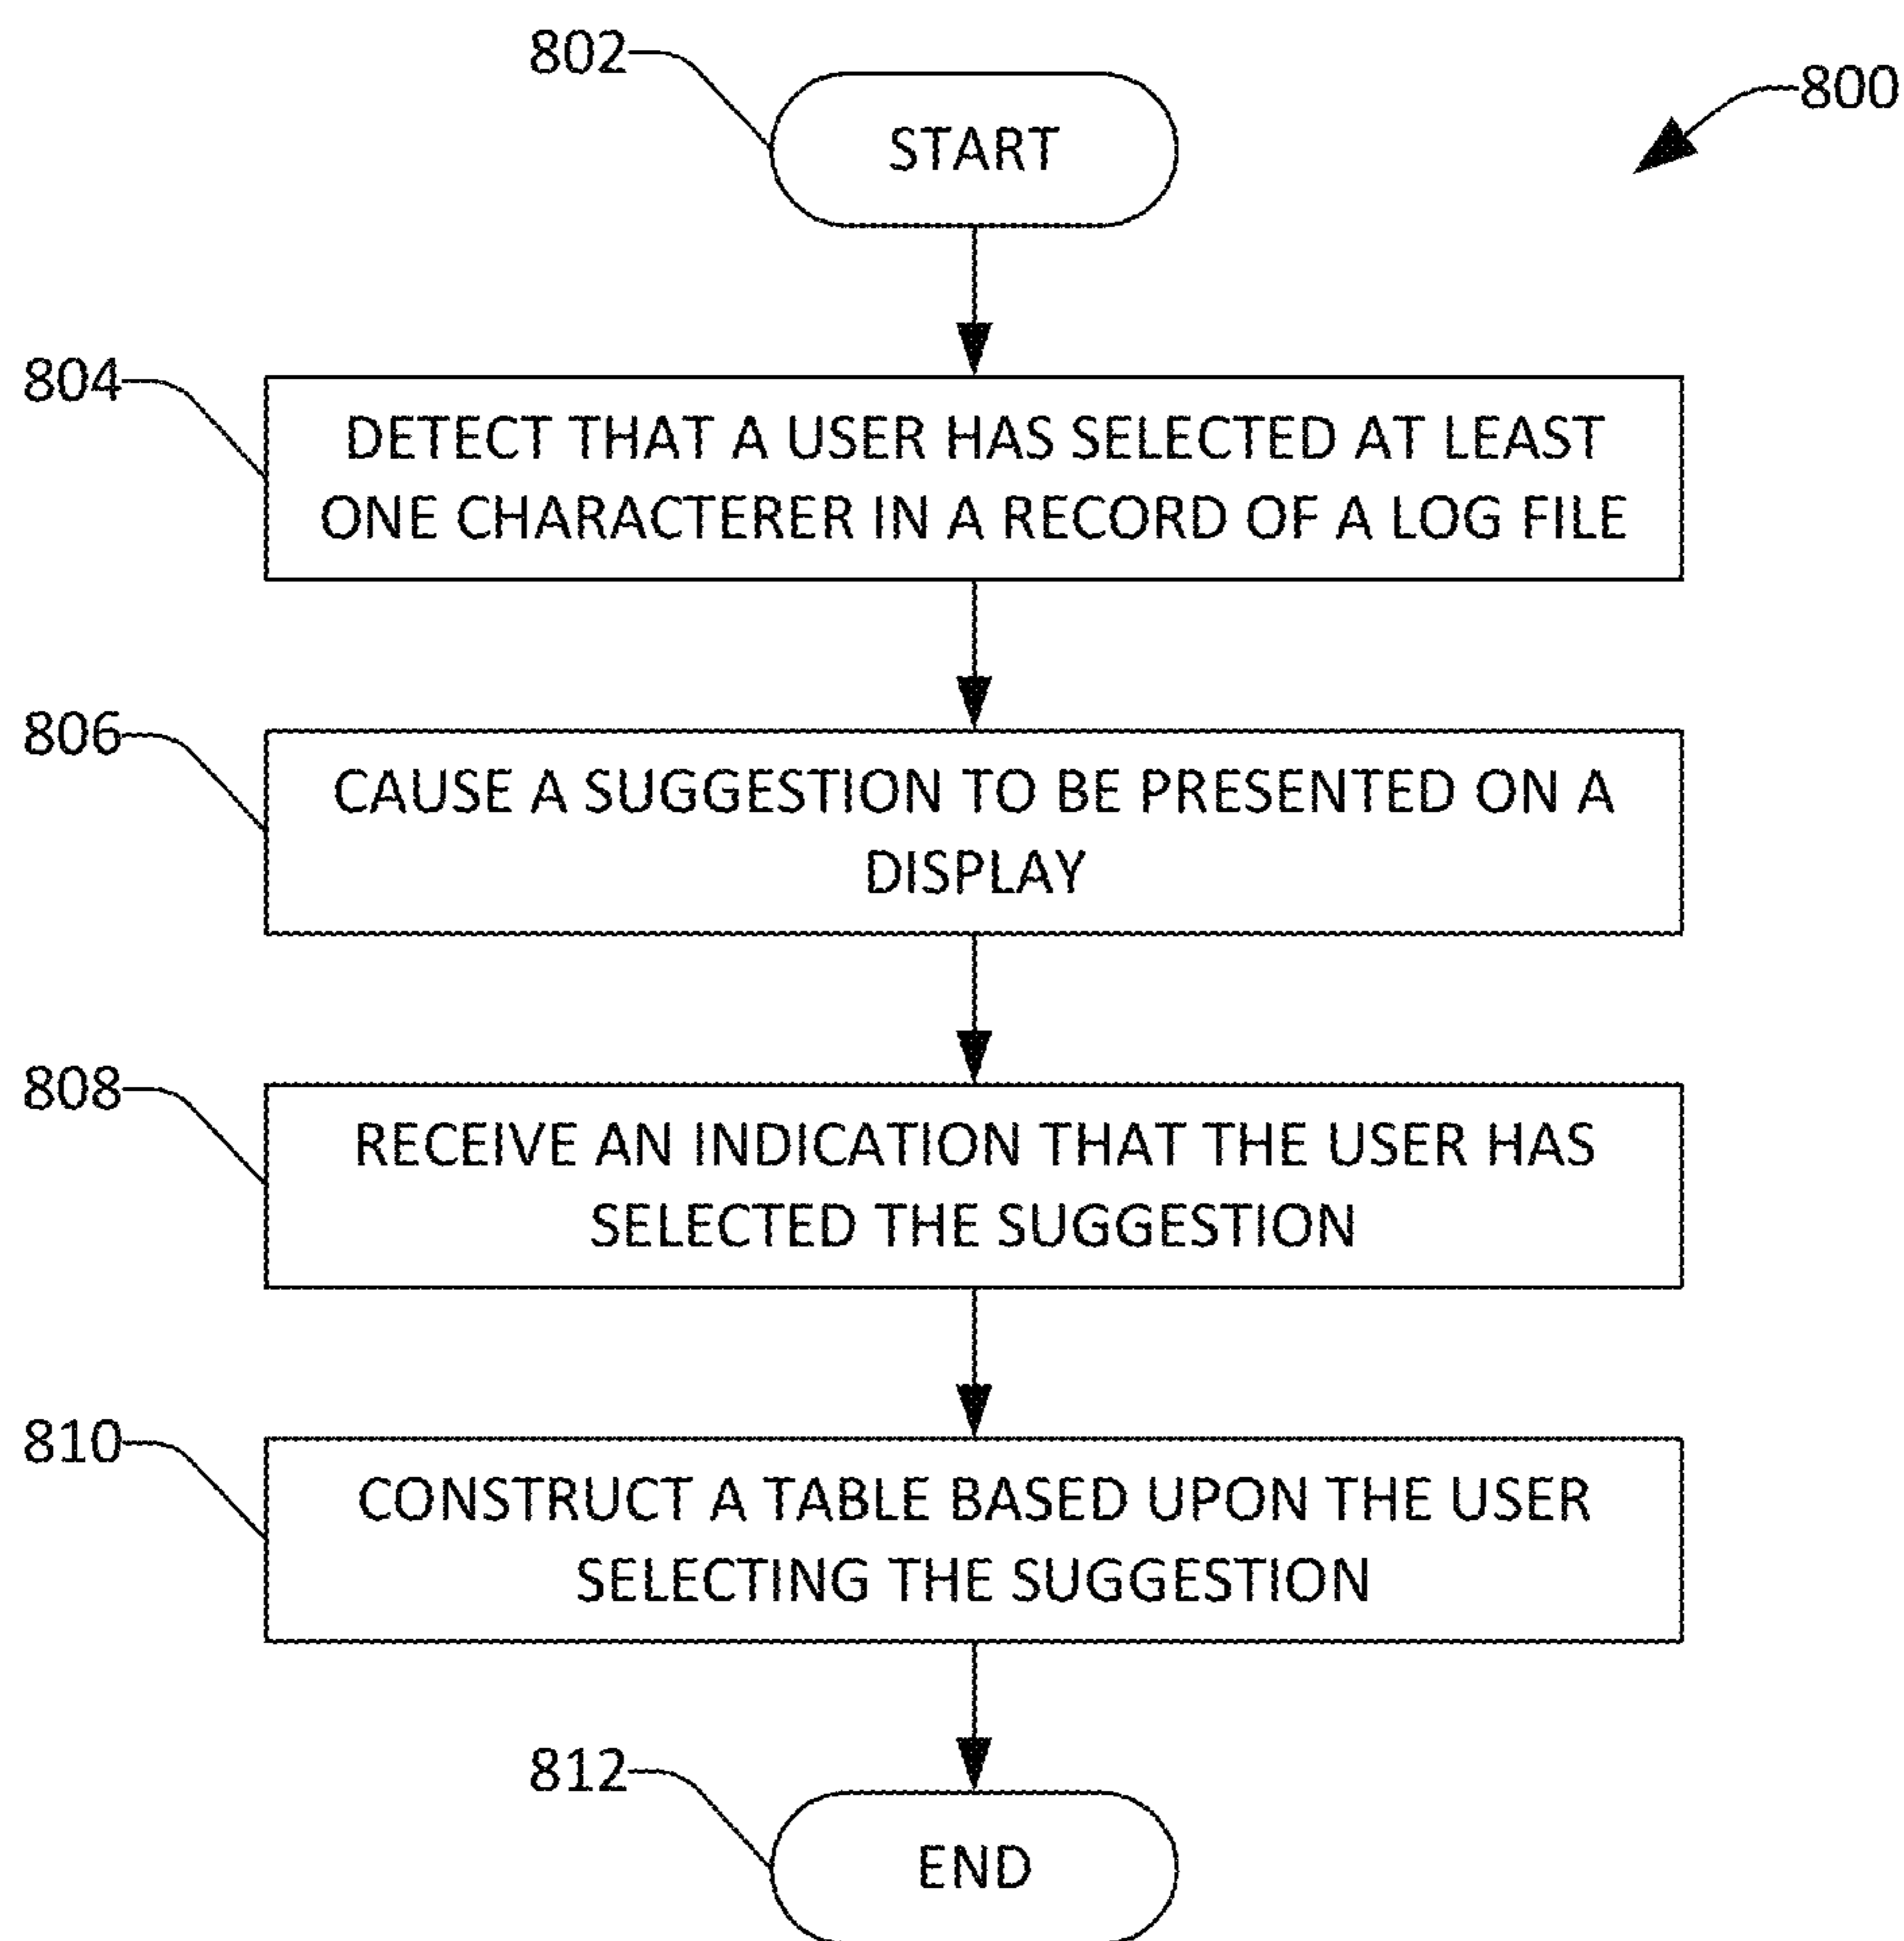 802
800
START
804
DETECT THAT A USER HAS SELECTED AT LEAST
ONE CHARACTERER IN A RECORD OF A LOG FILE
806
CAUSE A SUGGESTION TO BE PRESENTED ON A
DISPLAY
808
RECEIVE AN INDICATION THAT THE USER HAS
SELECTED THE SUGGESTION
810
CONSTRUCT A TABLE BASED UPON THE USER
SELECTING THE SUGGESTION
812
END